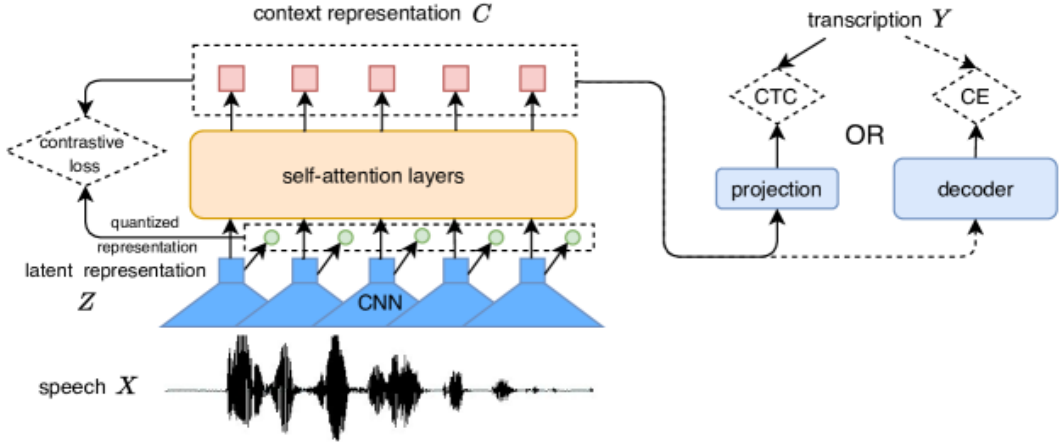 context representation C
transcription Y
CTC
CE
OR
contrastive
loss
self-attention layers
projection
decoder
quantized
representation
latent representation
Z
CNN
speech X